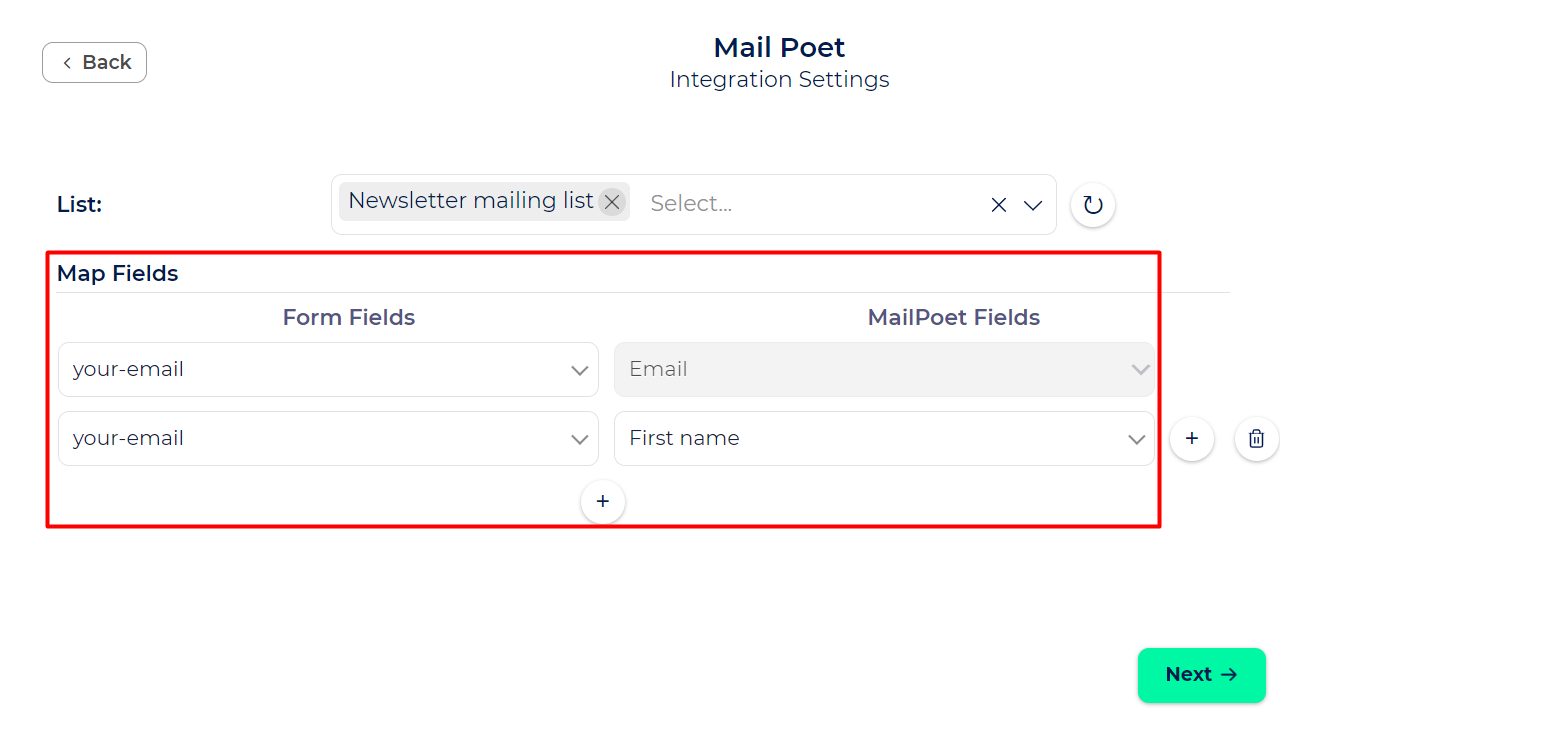 Back
Mail Poet
Integration Settings
List:
Newsletter mailing list Select...
Map Fields
Form Fields MailPoet Fields
your-email Email
your-email First name
Next